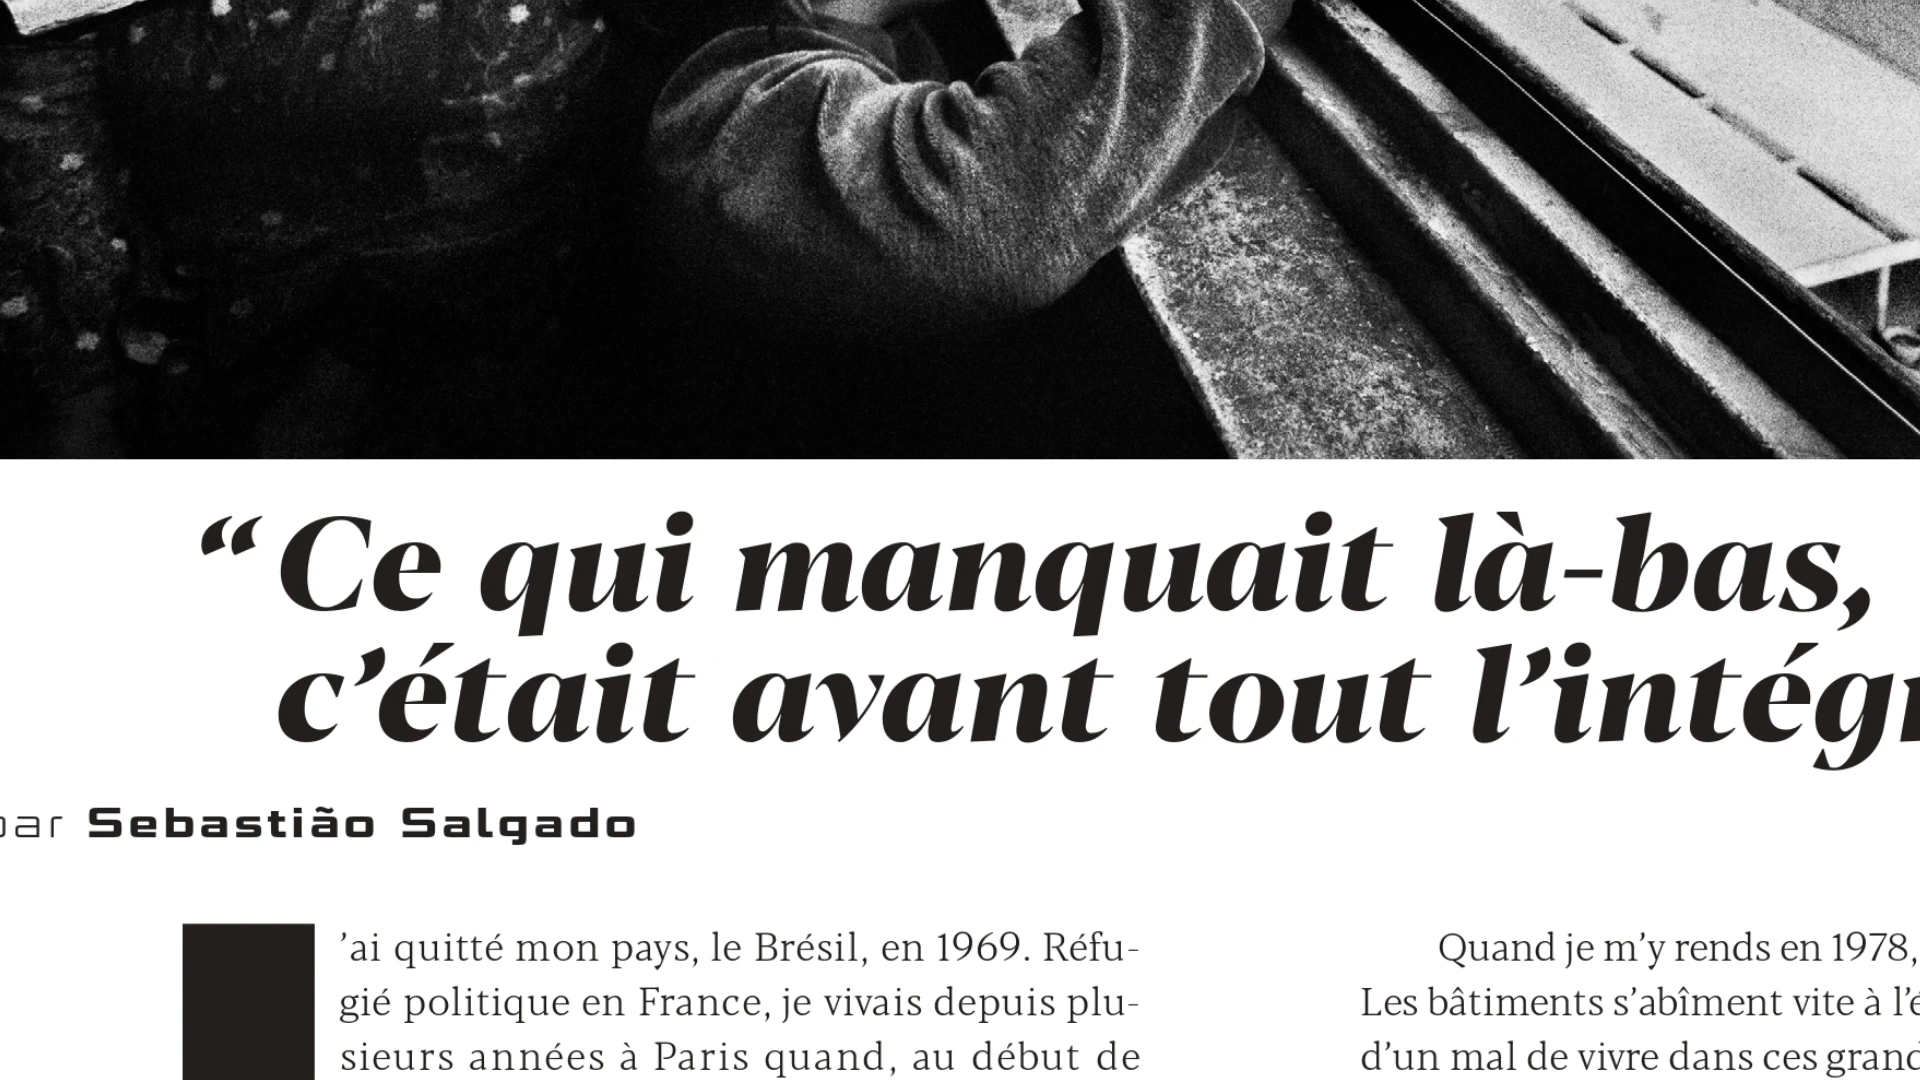 “Ce qui manquait là-bas,
c’était avant tout l’intégr
par Sebastião Salgado
’ai quitté mon pays, le Brésil, en 1969. Réfu-
gié politique en France, je vivais depuis plu-
sieurs années à Paris quand, au début de
Quand je m’y rends en 1978,
Les bâtiments s’abîment vite à l’é
d’un mal de vivre dans ces grand